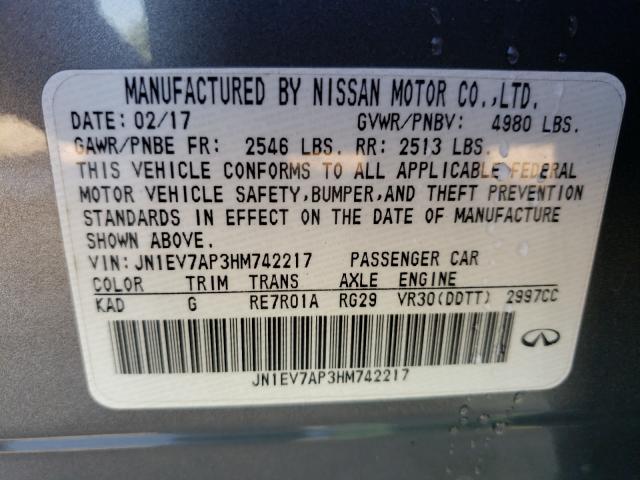 MANUFACTURED BY NISSAN MOTOR CO.,LTD.
DATE: 02/17 GVWR/PNBV: 4980 LBS.
GAWR/PNBE FR: 2546 LBS. RR: 2513 LBS.
THIS VEHICLE CONFORMS TO ALL APPLICABLE FEDERAL
MOTOR VEHICLE SAFETY,BUMPER,AND THEFT PREVENTION
STANDARDS IN EFFECT ON THE DATE OF MANUFACTURE
SHOWN ABOVE.
VIN:JN1EV7AP3HM742217 PASSENGER CAR
COLOR TRIM TRANS AXLE ENGINE
KAD G RE7R01A RG29 VR30(DDTT) 2997CC
JN1EV7AP3HM742217